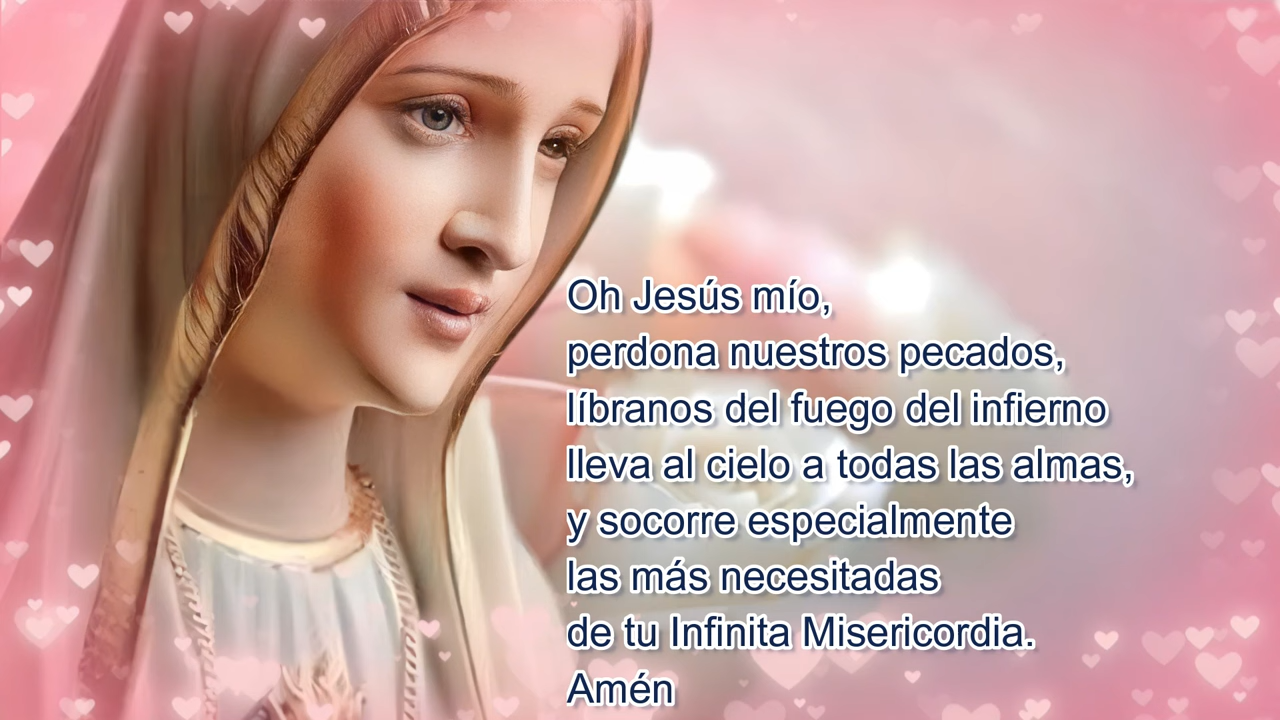 Oh Jesús mío,
perdona nuestros pecados,
líbranos del fuego del infierno
lleva al cielo a todas las almas,
y socorre especialmente
las más necesitadas
de tu Infinita Misericordia.
Amén